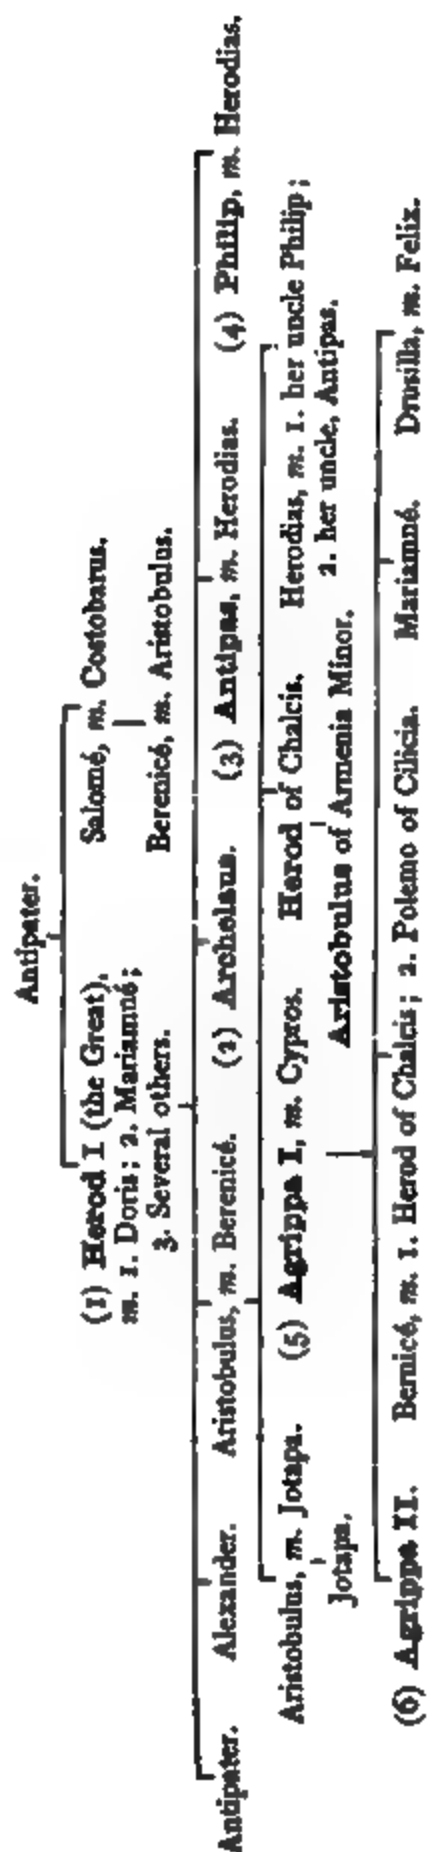 Antipater.
(1) Herod I (the Great),
m. 1. Doris; 2. Mariamné;
3. Several others.
Salomé, m. Costobarus.
Berenicé, m. Aristobulus.
Antipater. Alexander. Aristobulus, m. Berenicé. (2) Archelaus. (3) Antipas, m. Herodias. (4) Philip, m. Herodias.
Aristobulus, m. Jotapa. (5) Agrippa I, m. Cypros. Herod of Chalcis. Herodias, m. 1. her uncle Philip;
2. her uncle, Antipas.
Jotapa. Aristobulus of Armenia Minor.
(6) Agrippa II. Bernicé, m. 1. Herod of Chalcis; 2. Polemo of Cilicia. Mariamné. Drusilla, m. Felix.